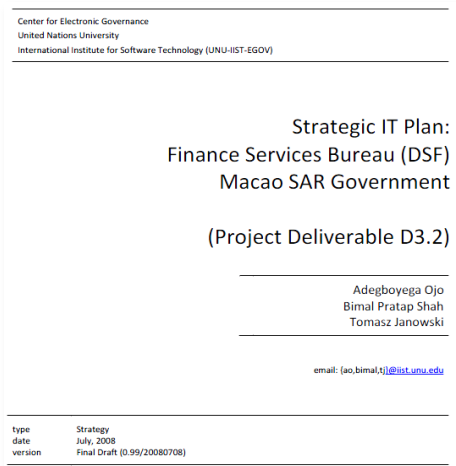 Center for Electronic Governance
United Nations University
International Institute for Software Technology (UNU-IIST-EGOV)
Strategic IT Plan:
Finance Services Bureau (DSF)
Macao SAR Government
(Project Deliverable D3.2)
Adegboyega Ojo
Bimal Pratap Shah
Tomasz Janowski
email: {ao,bimal,tj}@iist.unu.edu
type Strategy
date July, 2008
version Final Draft (0.99/20080708)